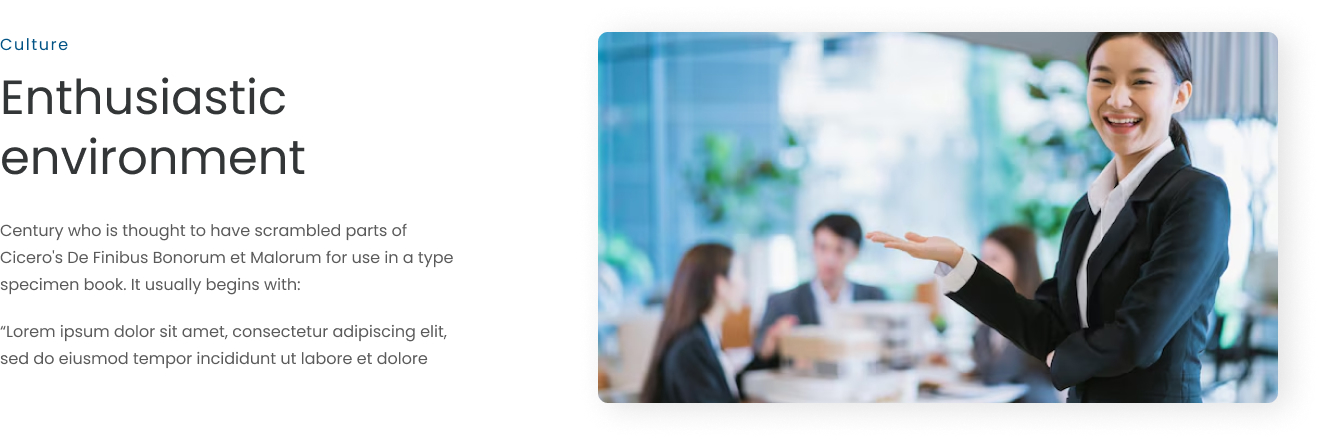 Culture
Enthusiastic
environment
Century who is thought to have scrambled parts of
Cicero's De Finibus Bonorum et Malorum for use in a type
specimen book. It usually begins with:
“Lorem ipsum dolor sit amet, consectetur adipiscing elit,
sed do eiusmod tempor incididunt ut labore et dolore